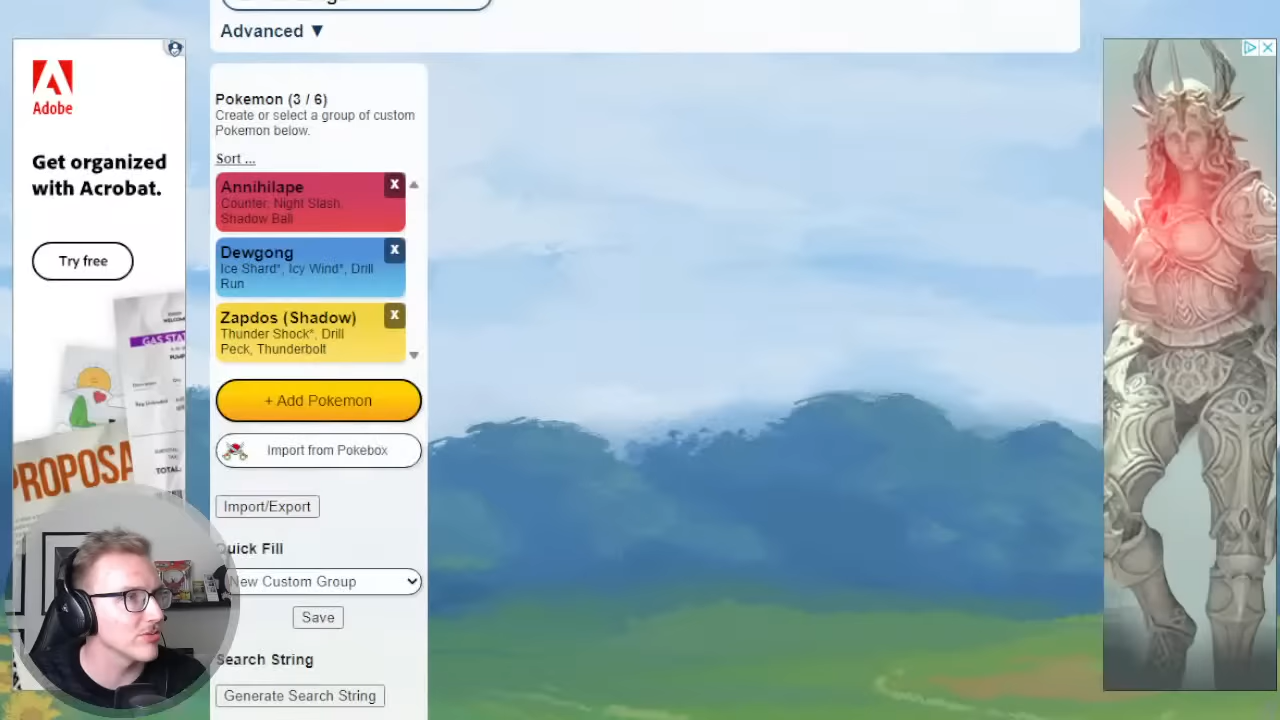 Advanced ▼
Adobe
Get organized
with Acrobat.
Try free
PROPOSA
Pokemon (3 / 6)
Create or select a group of custom
Pokemon below.
Sort ...
Annihilape
X
Counter, Night Slash,
Shadow Ball
Dewgong
X
Ice Shard*, Icy Wind*, Drill
Run
Zapdos (Shadow)
X
Thunder Shock*, Drill
Peck, Thunderbolt
+ Add Pokemon
Import from Pokebox
Import/Export
Quick Fill
New Custom Group
Save
Search String
Generate Search String